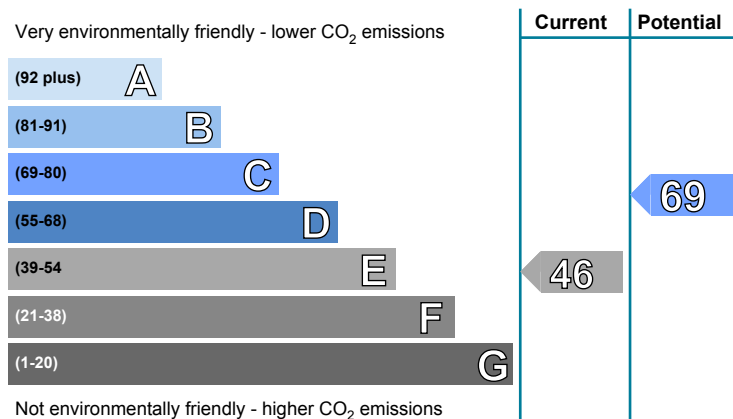 Current Potential
Very environmentally friendly - lower CO₂ emissions
(92 plus) A
(81-91) B
(69-80) C
69
(55-68) D
(39-54 E
46
(21-38) F
(1-20) G
Not environmentally friendly - higher CO₂ emissions